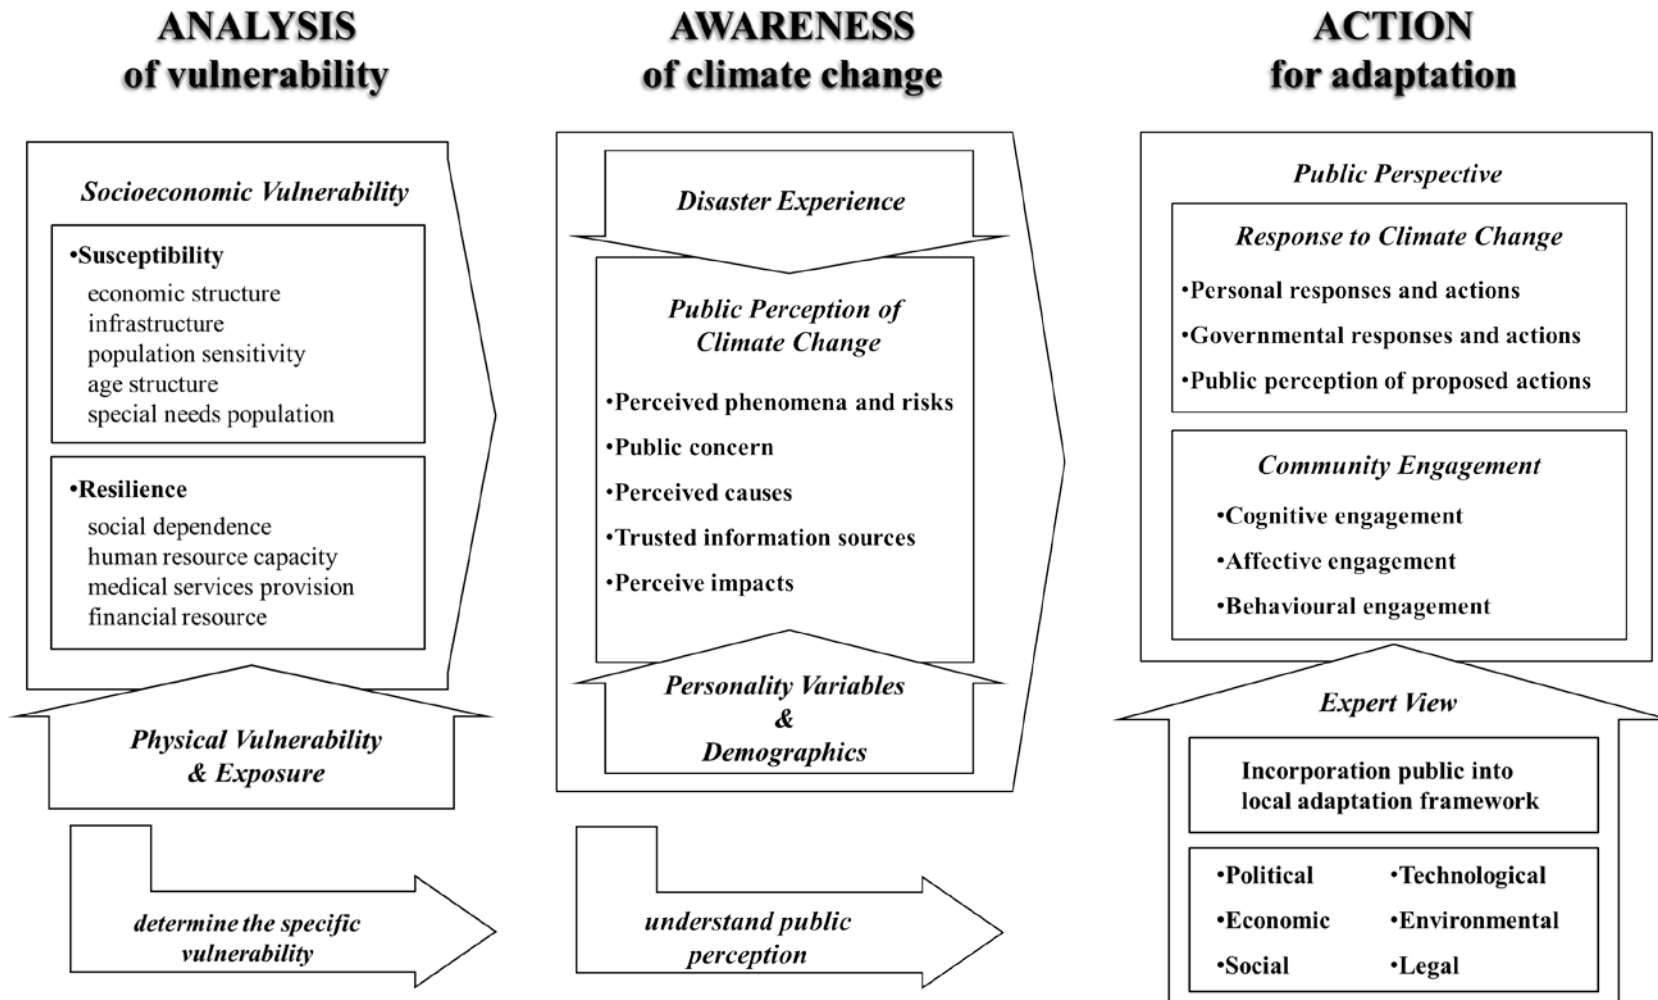 ANALYSIS
of vulnerability
Socioeconomic Vulnerability
•Susceptibility
economic structure
infrastructure
population sensitivity
age structure
special needs population
•Resilience
social dependence
human resource capacity
medical services provision
financial resource
Physical Vulnerability
& Exposure
determine the specific
vulnerability
AWARENESS
of climate change
Disaster Experience
Public Perception of
Climate Change
•Perceived phenomena and risks
•Public concern
•Perceived causes
•Trusted information sources
•Perceive impacts
Personality Variables
&
Demographics
understand public
perception
ACTION
for adaptation
Public Perspective
Response to Climate Change
•Personal responses and actions
•Governmental responses and actions
•Public perception of proposed actions
Community Engagement
•Cognitive engagement
•Affective engagement
•Behavioural engagement
Expert View
Incorporation public into
local adaptation framework
•Political
•Technological
•Economic
•Environmental
•Social
•Legal